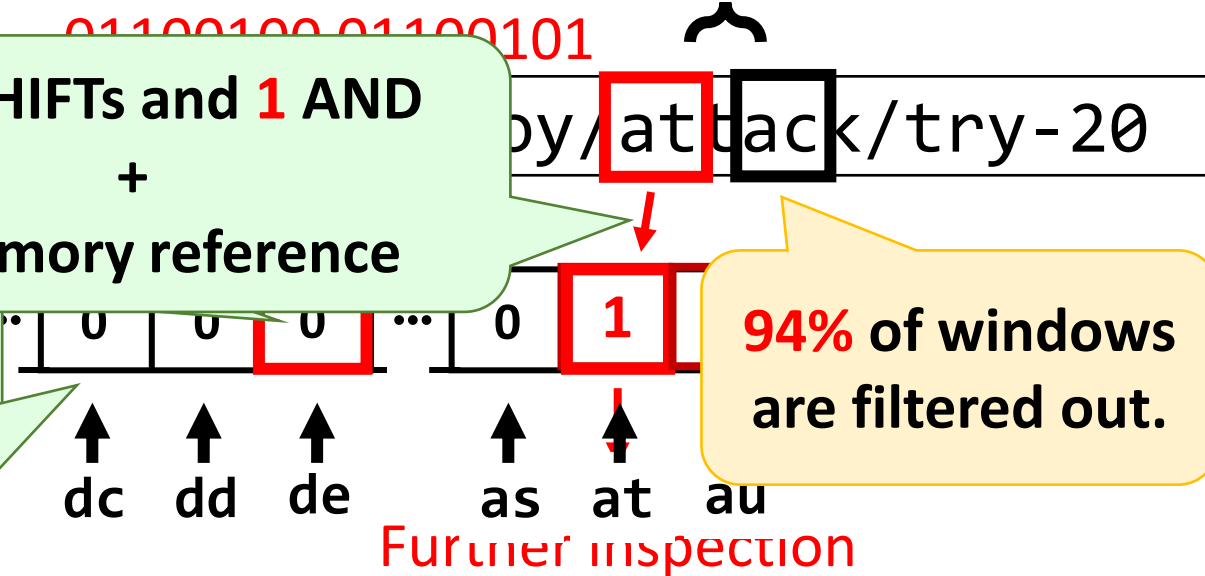 01100100 01100101
HIFTs and 1 AND
+
mory reference
oy/attack/try-20
0 0 0 ... 0 1
94% of windows
are filtered out.
dc dd de as at au
Further inspection